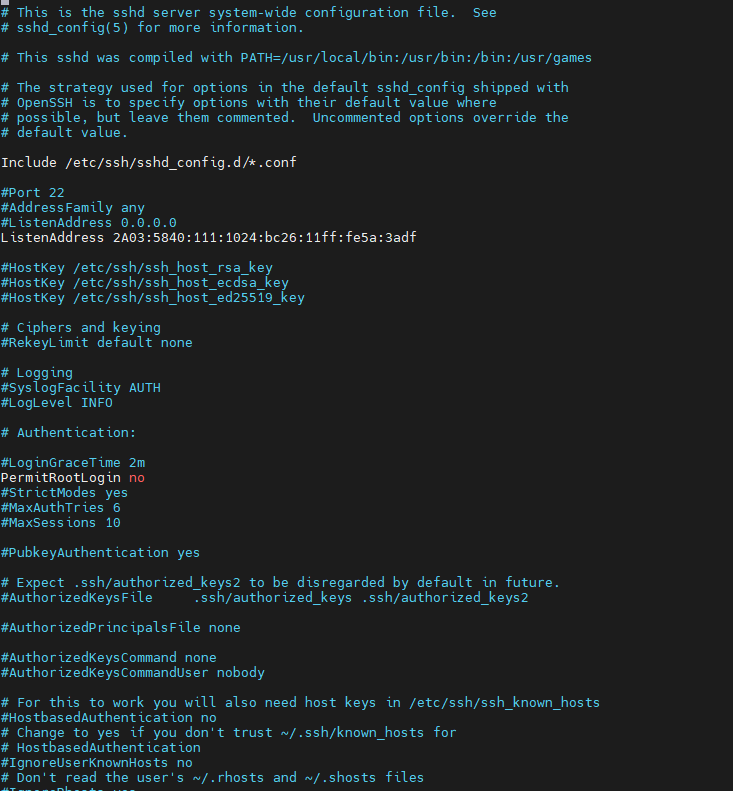 # This is the sshd server system-wide configuration file.  See
# sshd_config(5) for more information.
# This sshd was compiled with PATH=/usr/local/bin:/usr/bin:/bin:/usr/games
# The strategy used for options in the default sshd_config shipped with
# OpenSSH is to specify options with their default value where
# possible, but leave them commented.  Uncommented options override the
# default value.
Include /etc/ssh/sshd_config.d/*.conf
#Port 22
#AddressFamily any
#ListenAddress 0.0.0.0
ListenAddress 2A03:5840:111:1024:bc26:11ff:fe5a:3adf
#HostKey /etc/ssh/ssh_host_rsa_key
#HostKey /etc/ssh/ssh_host_ecdsa_key
#HostKey /etc/ssh/ssh_host_ed25519_key
# Ciphers and keying
#RekeyLimit default none
# Logging
#SyslogFacility AUTH
#LogLevel INFO
# Authentication:
#LoginGraceTime 2m
PermitRootLogin no
#StrictModes yes
#MaxAuthTries 6
#MaxSessions 10
#PubkeyAuthentication yes
# Expect .ssh/authorized_keys2 to be disregarded by default in future.
#AuthorizedKeysFile     .ssh/authorized_keys .ssh/authorized_keys2
#AuthorizedPrincipalsFile none
#AuthorizedKeysCommand none
#AuthorizedKeysCommandUser nobody
# For this to work you will also need host keys in /etc/ssh/ssh_known_hosts
#HostbasedAuthentication no
# Change to yes if you don't trust ~/.ssh/known_hosts for
# HostbasedAuthentication
#IgnoreUserKnownHosts no
# Don't read the user's ~/.rhosts and ~/.shosts files
#IgnoreRhosts yes